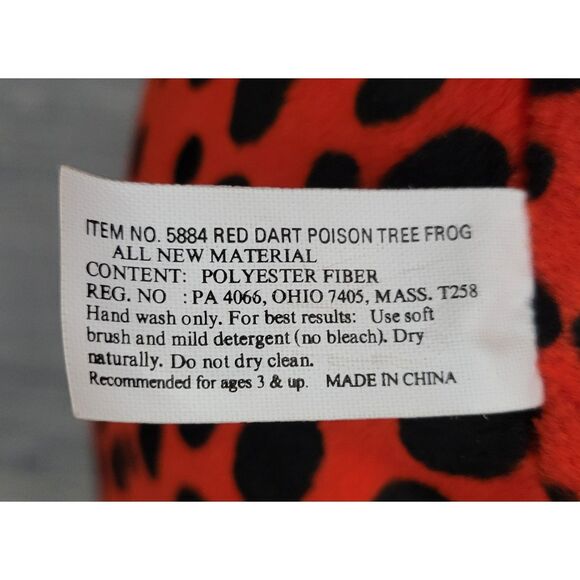 ITEM NO. 5884 RED DART POISON TREE FROG
ALL NEW MATERIAL
CONTENT: POLYESTER FIBER
REG. NO : PA 4066, OHIO 7405, MASS. T258
Hand wash only. For best results: Use soft
brush and mild detergent (no bleach). Dry
naturally. Do not dry clean.
Recommended for ages 3 & up. MADE IN CHINA